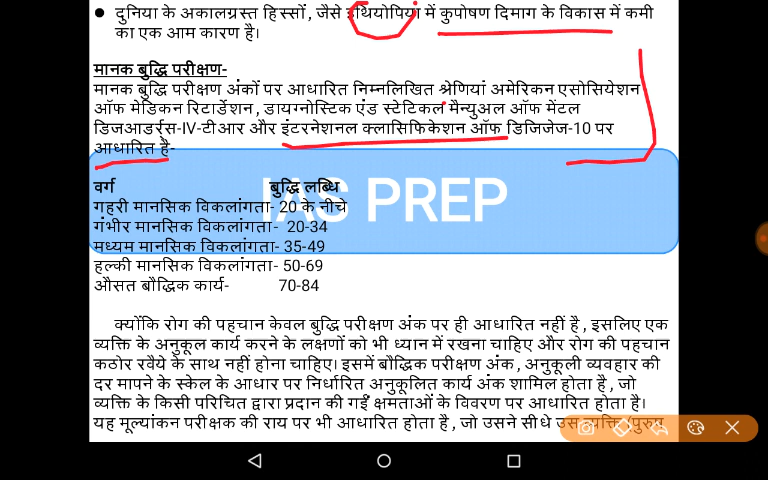 ● दुनिया के अकालग्रस्त हिस्सों, जैसे इथियोपिया में कुपोषण दिमाग के विकास में कमी
का एक आम कारण है।
मानक बुद्धि परीक्षण-
मानक बुद्धि परीक्षण अंकों पर आधारित निम्नलिखित श्रेणियां अमेरिकन एसोसियेशन
ऑफ मेडिकन रिटार्डेशन, डायग्नोस्टिक एंड स्टेटिकल मैन्युअल ऑफ मेंटल
डिजआडर्स-IV-टीआर और इंटरनेशनल क्लासिफिकेशन ऑफ डिजिजेज-10 पर
आधारित है-
IAS PREP
वर्ग बुद्धि लब्धि
गहरी मानसिक विकलांगता- 20 के नीचे
गंभीर मानसिक विकलांगता- 20-34
मध्यम मानसिक विकलांगता- 35-49
हल्की मानसिक विकलांगता- 50-69
औसत बौद्धिक कार्य- 70-84
क्योंकि रोग की पहचान केवल बुद्धि परीक्षण अंक पर ही आधारित नहीं है, इसलिए एक
व्यक्ति के अनुकूल कार्य करने के लक्षणों को भी ध्यान में रखना चाहिए और रोग की पहचान
कठोर रवैये के साथ नहीं होना चाहिए। इसमें बौद्धिक परीक्षण अंक, अनुकूली व्यवहार की
दर मापने के स्केल के आधार पर निर्धारित अनुकूलित कार्य अंक शामिल होता है, जो
व्यक्ति के किसी परिचित द्वारा प्रदान की गईं क्षमताओं के विवरण पर आधारित होता है।
यह मूल्यांकन परीक्षक की राय पर भी आधारित होता है, जो उसने सीधे